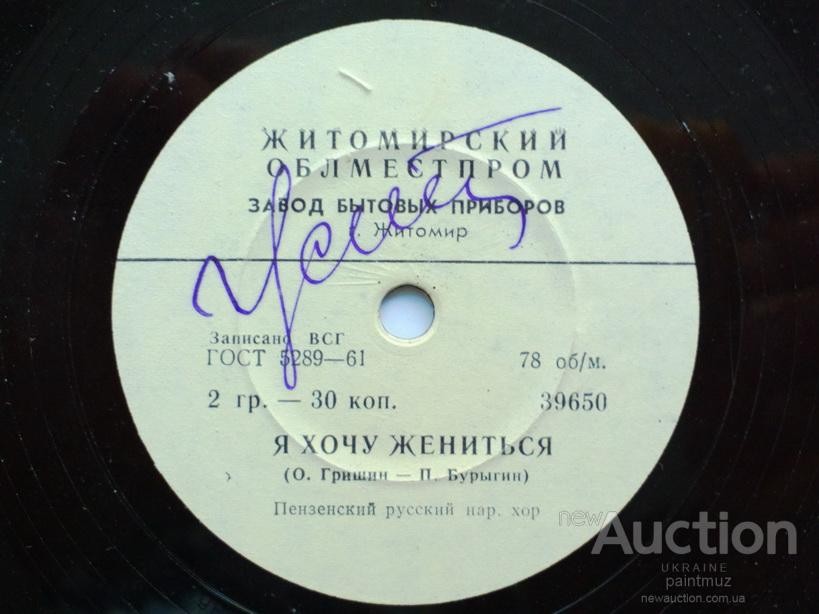 ЖИТОМИРСКИЙ
ОБЛМЕСТПРОМ
ЗАВОД БЫТОВЫХ ПРИБОРОВ
г. Житомир
Записано ВСГ
ГОСТ 5289—61 78 об/м.
2 гр. — 30 коп. 39650
Я ХОЧУ ЖЕНИТЬСЯ
(О. Гришин — П. Бурыгин)
Пензенский русский нар. хор
newAuction
UKRAINE
paintmuz
newauction.com.ua